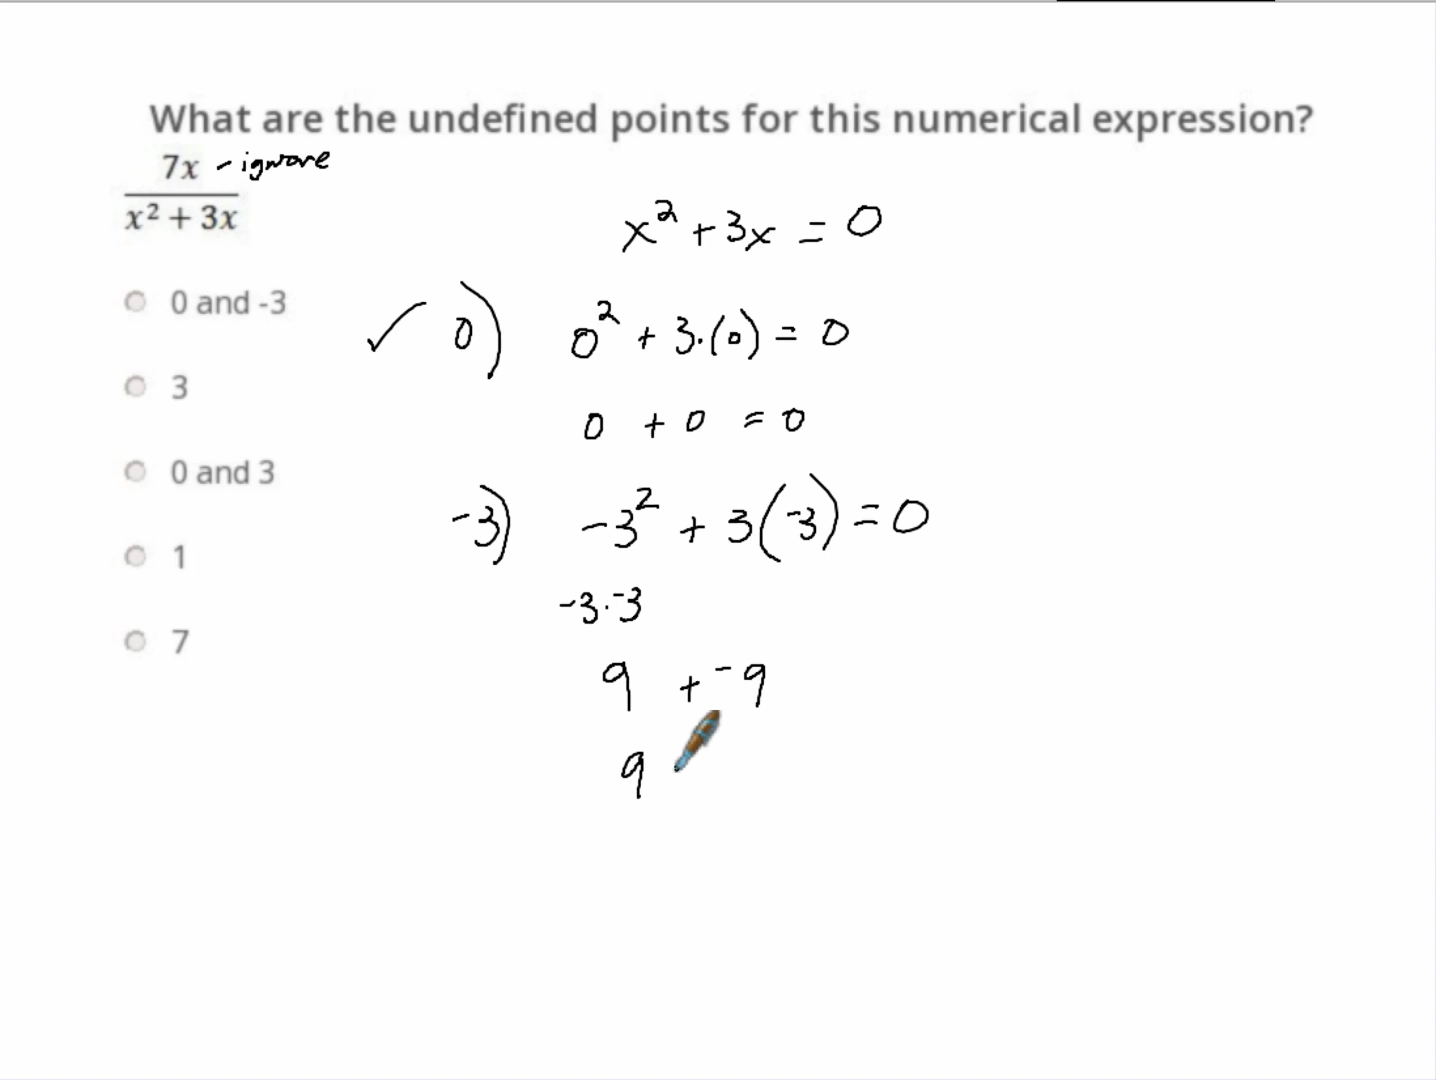 What are the undefined points for this numerical expression?
7x - ignore
x² + 3x
x² + 3x = 0
0 and -3
0) 0² + 3·(0) = 0
3
0 + 0 = 0
0 and 3
-3) -3² + 3(-3) = 0
1
-3·-3
7
9 + -9
9